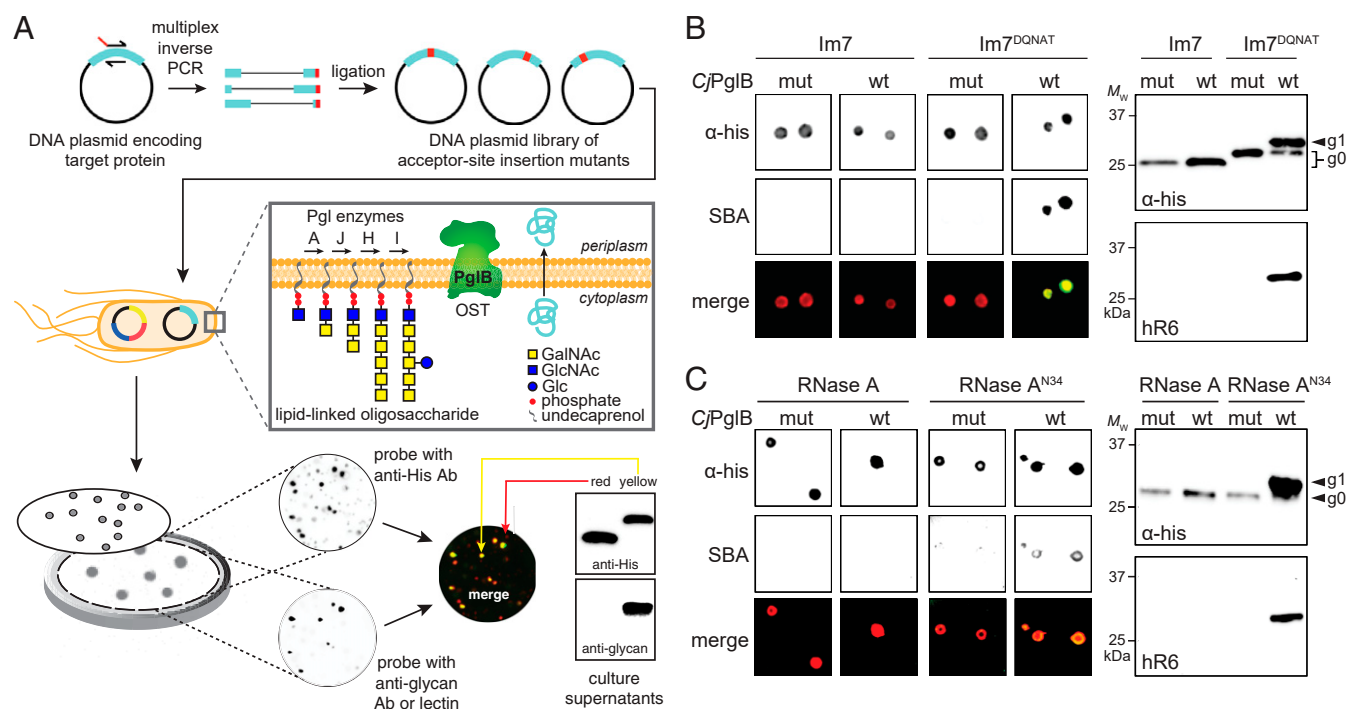 A
multiplex
inverse
PCR
ligation
DNA plasmid encoding
target protein
DNA plasmid library of
acceptor-site insertion mutants
Pgl enzymes
A J H I
periplasm
PglB
cytoplasm
OST
GalNAc
GlcNAc
Glc
phosphate
undecaprenol
lipid-linked oligosaccharide
probe with
anti-His Ab
red yellow
anti-His
merge
anti-glycan
probe with
anti-glycan
Ab or lectin
culture
supernatants
B
Im7 Im7DQNAT
CjPglB mut wt mut wt
α-his
SBA
merge
Im7 Im7DQNAT
mut wt mut wt
Mw
37
g1
g0
25
α-his
37
25
kDa
hR6
C
RNase A RNase AN34
CjPglB mut wt mut wt
α-his
SBA
merge
RNase A RNase AN34
mut wt mut wt
Mw
37
g1
g0
25
α-his
37
25
kDa
hR6